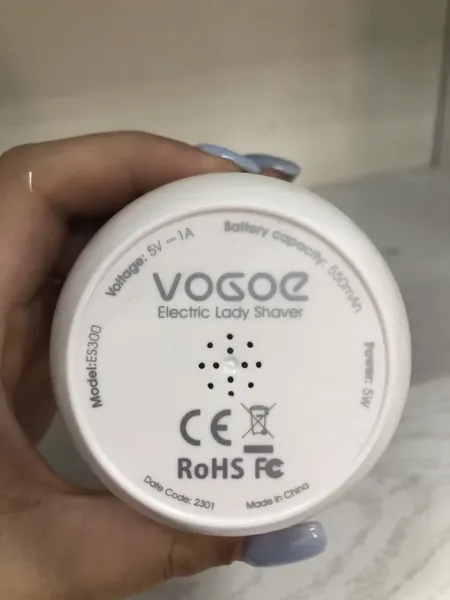 Voltage: 5V⎓1A
Battery capacity: 550mAh
VOGOE
Electric Lady Shaver
Model:ES300
Power: 5W
CE
RoHS FC
Date Code: 2301
Made in China